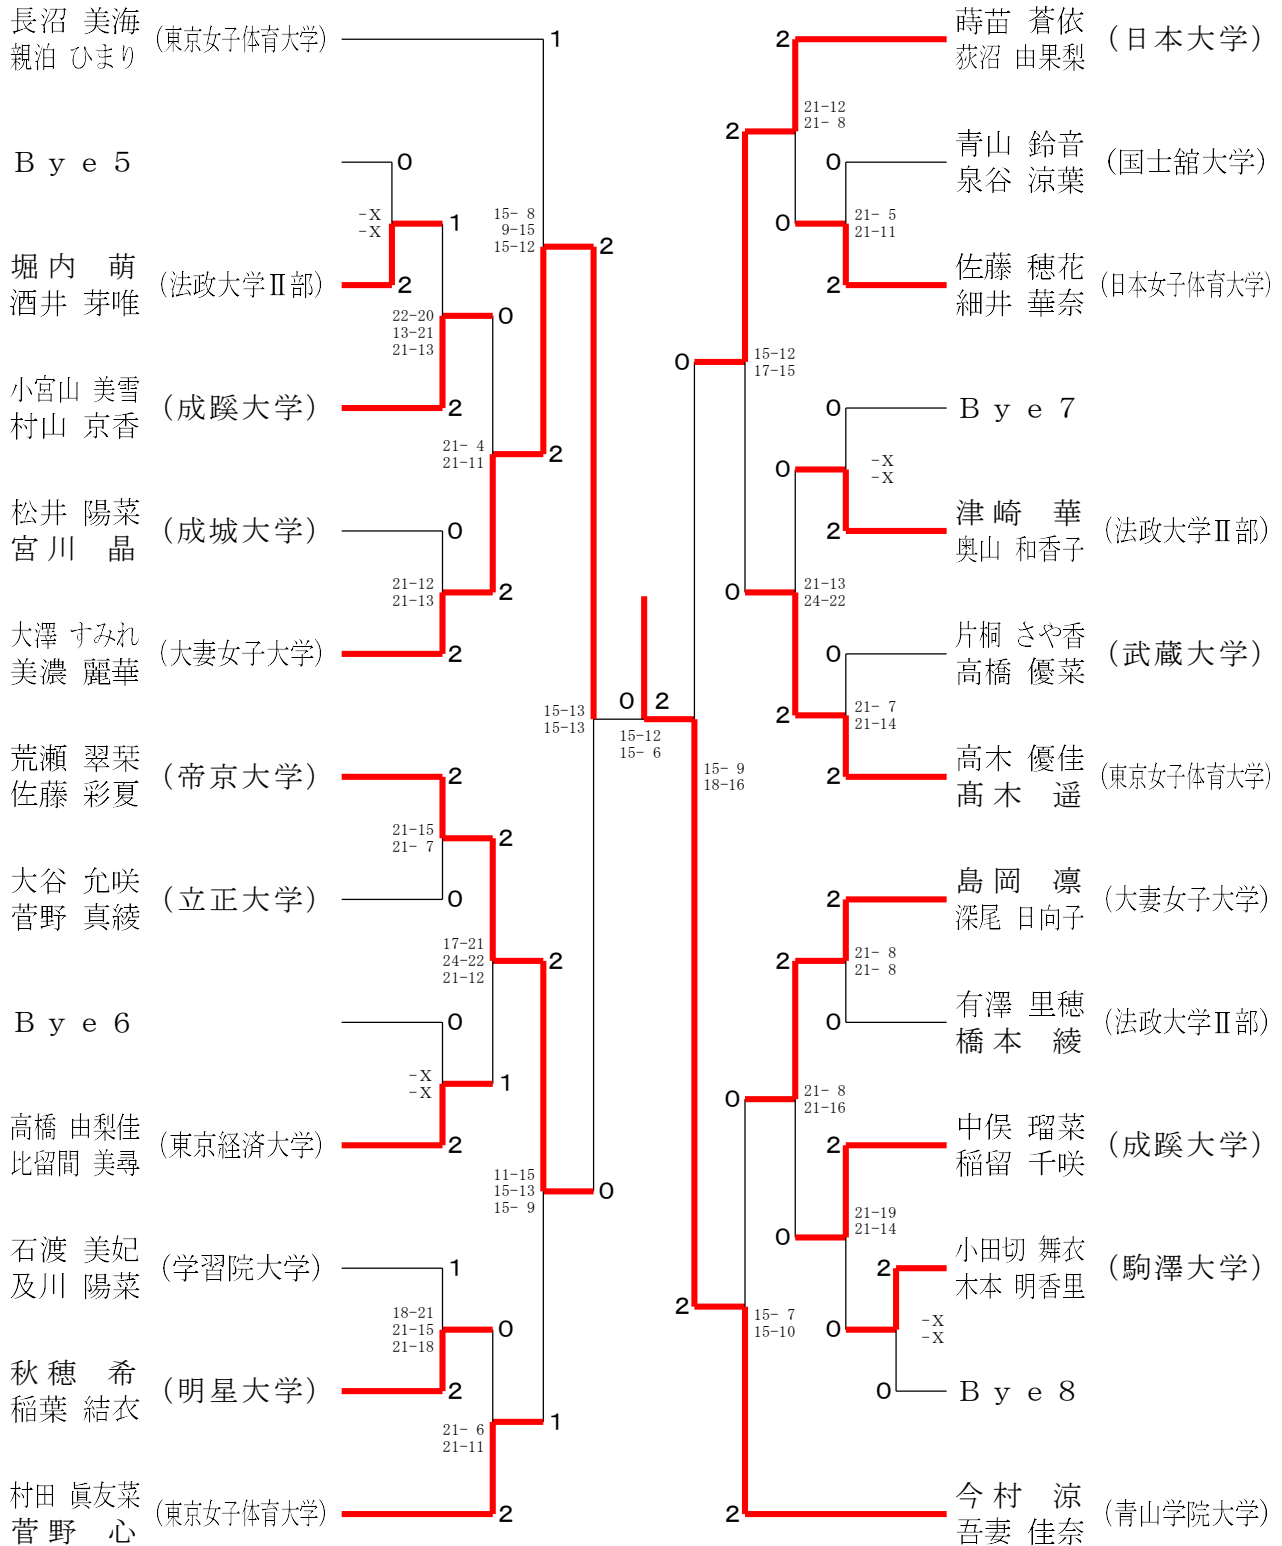 長沼 美海
親泊 ひまり
(東京女子体育大学)
1
Bye5
0
-X
-X
1
堀内 萌
酒井 芽唯
(法政大学Ⅱ部)
2
22-20
13-21
21-13
0
小宮山 美雪
村山 京香
(成蹊大学)
2
21- 4
21-11
2
15- 8
9-15
15-12
2
松井 陽菜
宮川 晶
(成城大学)
0
21-12
21-13
2
大澤 すみれ
美濃 麗華
(大妻女子大学)
2
15-13
15-13
0
荒瀬 翠栞
佐藤 彩夏
(帝京大学)
2
21-15
21- 7
2
大谷 允咲
菅野 真綾
(立正大学)
0
17-21
24-22
21-12
2
Bye6
0
-X
-X
1
高橋 由梨佳
比留間 美尋
(東京経済大学)
2
11-15
15-13
15- 9
0
石渡 美妃
及川 陽菜
(学習院大学)
1
18-21
21-15
21-18
0
秋穂 希
稲葉 結衣
(明星大学)
2
21- 6
21-11
1
村田 眞友菜
菅野 心
(東京女子体育大学)
2
2
15-12
15- 6
2
蒔苗 蒼依
荻沼 由果梨
(日本大学)
21-12
21- 8
2
0
青山 鈴音
泉谷 涼葉
(国士舘大学)
0
21- 5
21-11
2
佐藤 穂花
細井 華奈
(日本女子体育大学)
0
15-12
17-15
0
Bye7
0
-X
-X
2
津崎 華
奥山 和香子
(法政大学Ⅱ部)
0
21-13
24-22
0
片桐 さや香
高橋 優菜
(武蔵大学)
2
21- 7
21-14
2
高木 優佳
髙木 遥
(東京女子体育大学)
15- 9
18-16
2
島岡 凛
深尾 日向子
(大妻女子大学)
2
21- 8
21- 8
0
有澤 里穂
橋本 綾
(法政大学Ⅱ部)
0
21- 8
21-16
2
中俣 瑠菜
稲留 千咲
(成蹊大学)
0
21-19
21-14
2
小田切 舞衣
木本 明香里
(駒澤大学)
2
15- 7
15-10
0
-X
-X
0
Bye8
2
今村 涼
吾妻 佳奈
(青山学院大学)